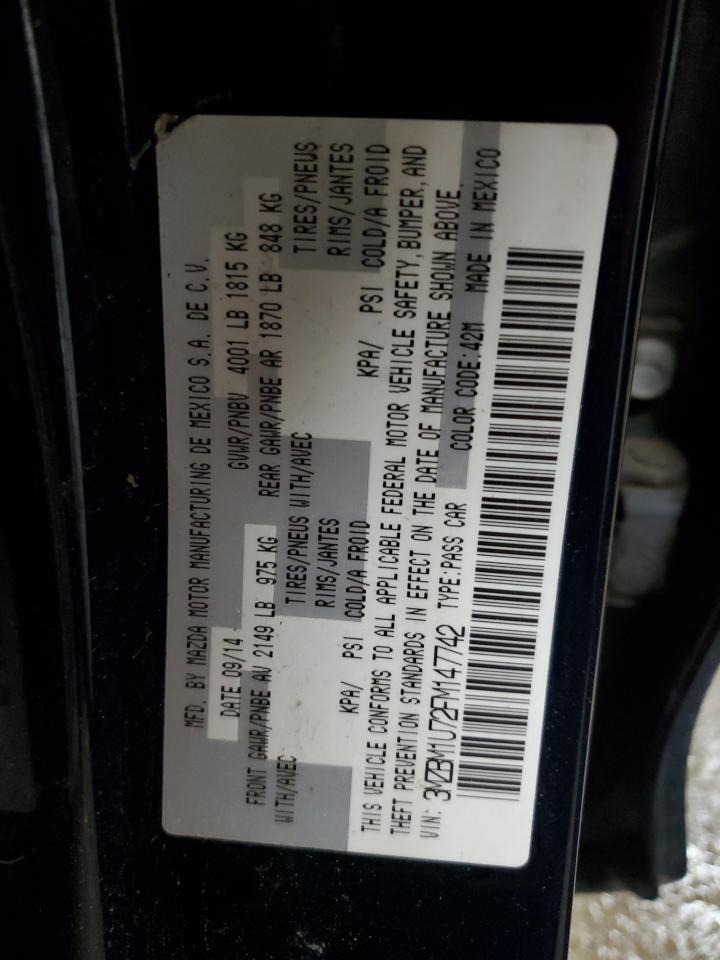 MFD. BY MAZDA MOTOR MANUFACTURING DE MEXICO S.A. DE C.V.
DATE 09/14 GVWR/PNBV 4001 LB 1815 KG
FRONT GAWR/PNBE AV 2149 LB 975 KG REAR GAWR/PNBE AR 1870 LB 848 KG
WITH/AVEC TIRES/PNEUS WITH/AVEC TIRES/PNEUS
RIMS/JANTES RIMS/JANTES
KPA/ PSI COLD/A FROID KPA/ PSI COLD/A FROID
THIS VEHICLE CONFORMS TO ALL APPLICABLE FEDERAL MOTOR VEHICLE SAFETY, BUMPER, AND
THEFT PREVENTION STANDARDS IN EFFECT ON THE DATE OF MANUFACTURE SHOWN ABOVE.
VIN: 3MZBM1U72FM147742 TYPE:PASS CAR COLOR CODE:42M MADE IN MEXICO